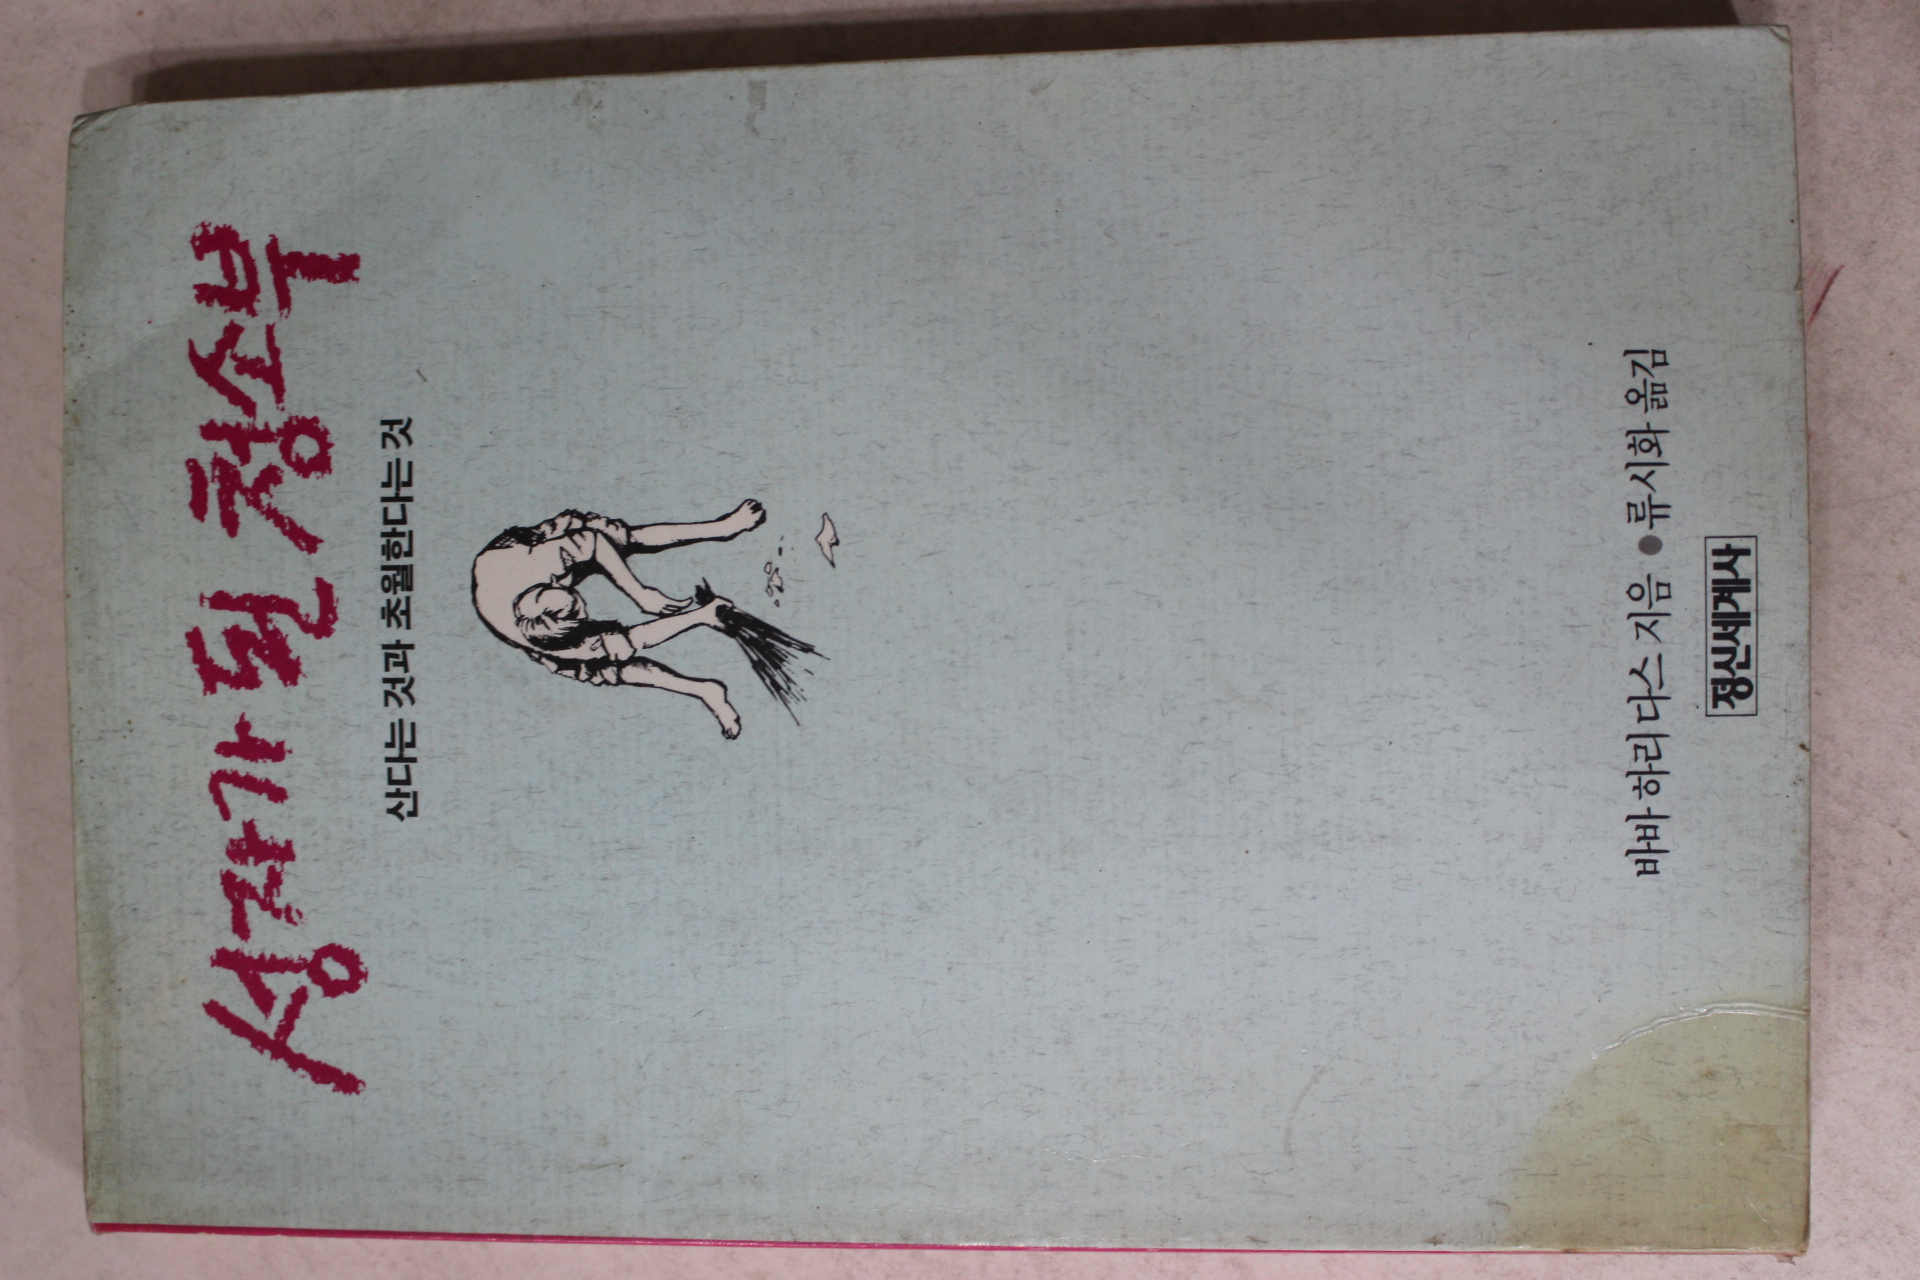 성자가 된 청소부
산다는 것과 초월한다는 것
바바 하리 다스 지음 ● 류시화 옮김
정신세계사